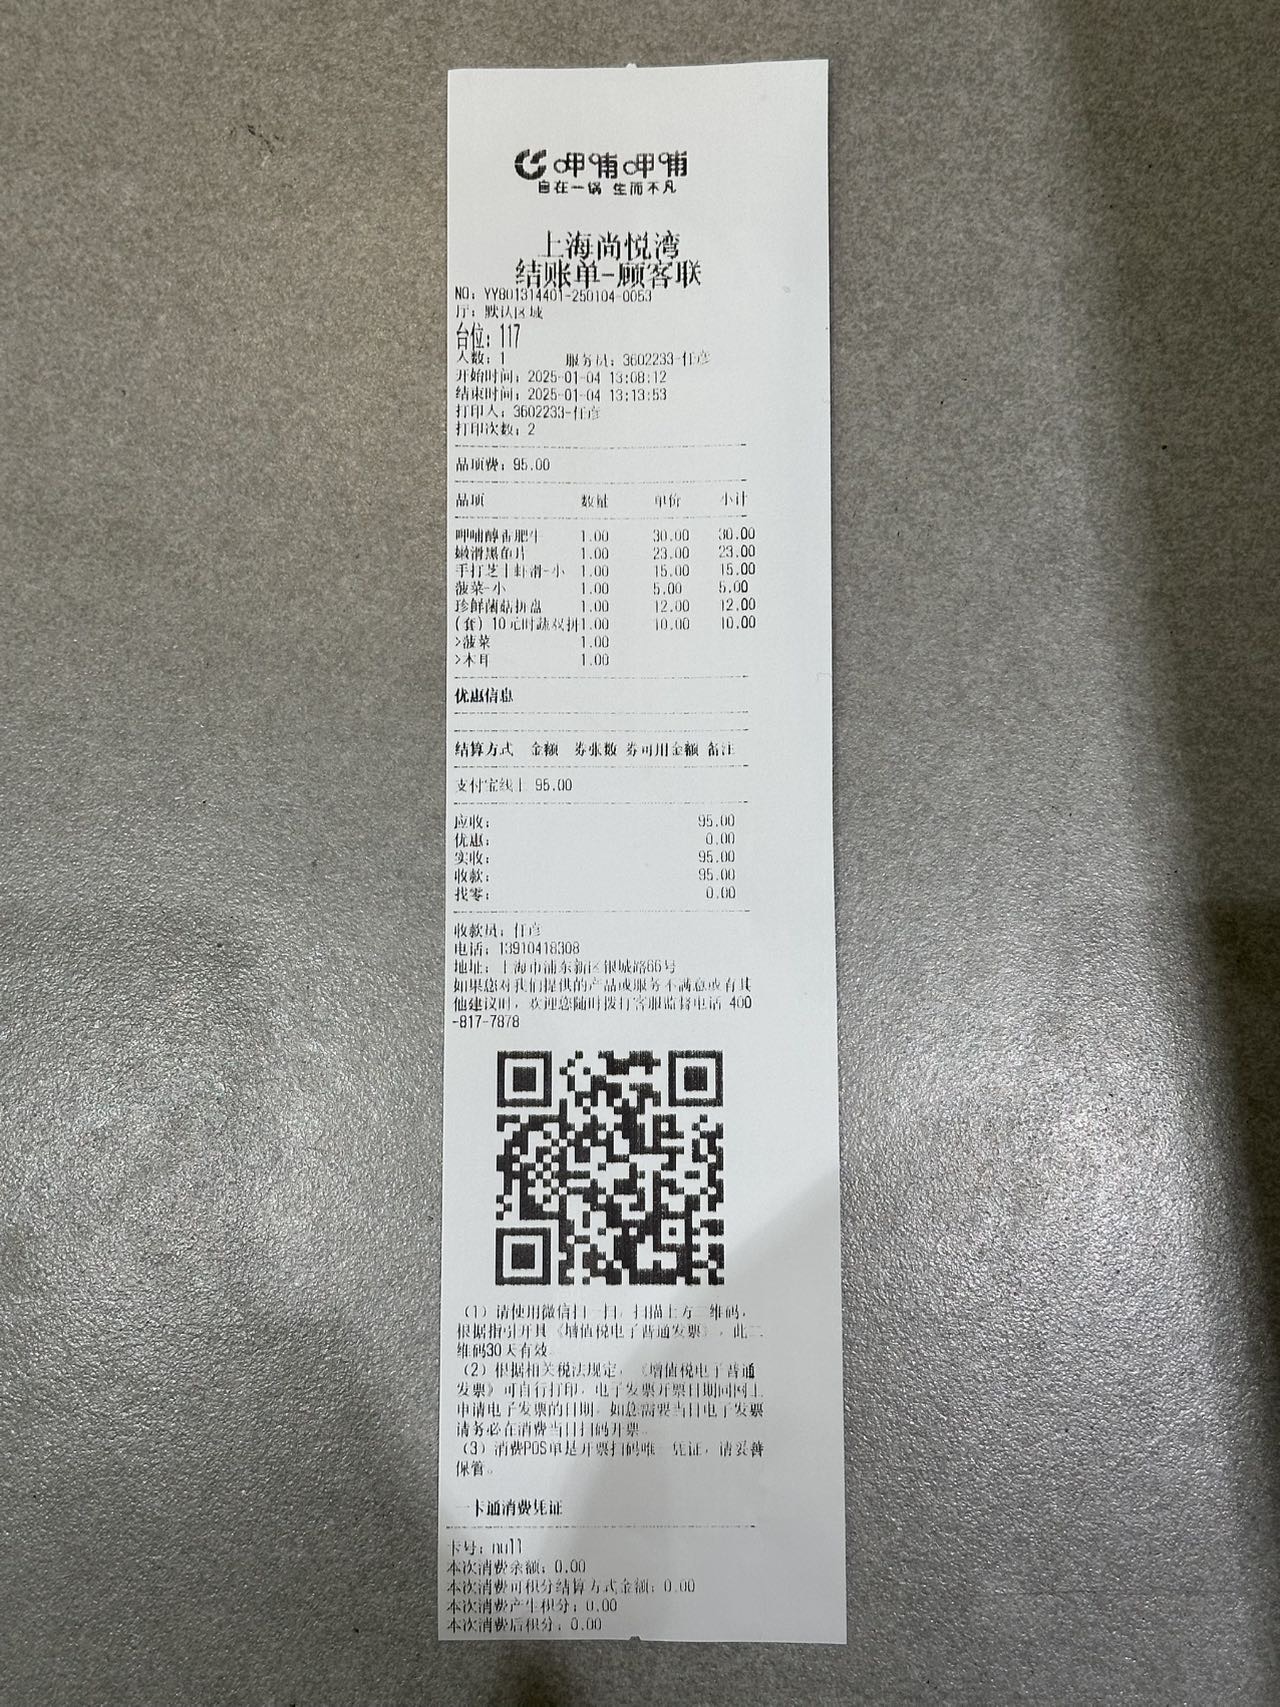 呷哺呷哺
自在一锅 生而不凡
上海尚悦湾
结账单-顾客联
NO: YY801314401-250104-0053
厅: 默认区域
台位: 117
人数: 1 服务员: 3602233-任彦
开始时间: 2025-01-04 13:08:12
结束时间: 2025-01-04 13:13:53
打印人: 3602233-任彦
打印次数: 2
品项费: 95.00
品项 数量 单价 小计
呷哺醇香肥牛 1.00 30.00 30.00
嫩滑黑鱼片 1.00 23.00 23.00
手打芝士虾滑-小 1.00 15.00 15.00
菠菜-小 1.00 5.00 5.00
珍鲜菌菇拼盘 1.00 12.00 12.00
(套) 10元时蔬双拼1.00 10.00 10.00
>菠菜 1.00
>木耳 1.00
优惠信息
结算方式 金额 券张数 券可用金额 备注
支付宝线上 95.00
应收: 95.00
优惠: 0.00
实收: 95.00
收款: 95.00
找零: 0.00
收款员: 任彦
电话: 13910418308
地址: 上海市浦东新区银城路66号
如果您对我们提供的产品或服务不满意或有其
他建议时, 欢迎您随时拨打客服监督电话 400
-817-7878
(1) 请使用微信扫一扫, 扫描上方二维码,
根据指引开具《增值税电子普通发票》, 此二
维码30天有效
(2) 根据相关税法规定, 《增值税电子普通
发票》可自行打印, 电子发票开票日期同网上
申请电子发票的日期, 如您需要当日电子发票
请务必在消费当日扫码开票
(3) 消费POS单是开票扫码唯一凭证, 请妥善
保管。
一卡通消费凭证
卡号: null
本次消费余额: 0.00
本次消费可积分结算方式金额: 0.00
本次消费产生积分: 0.00
本次消费后积分: 0.00